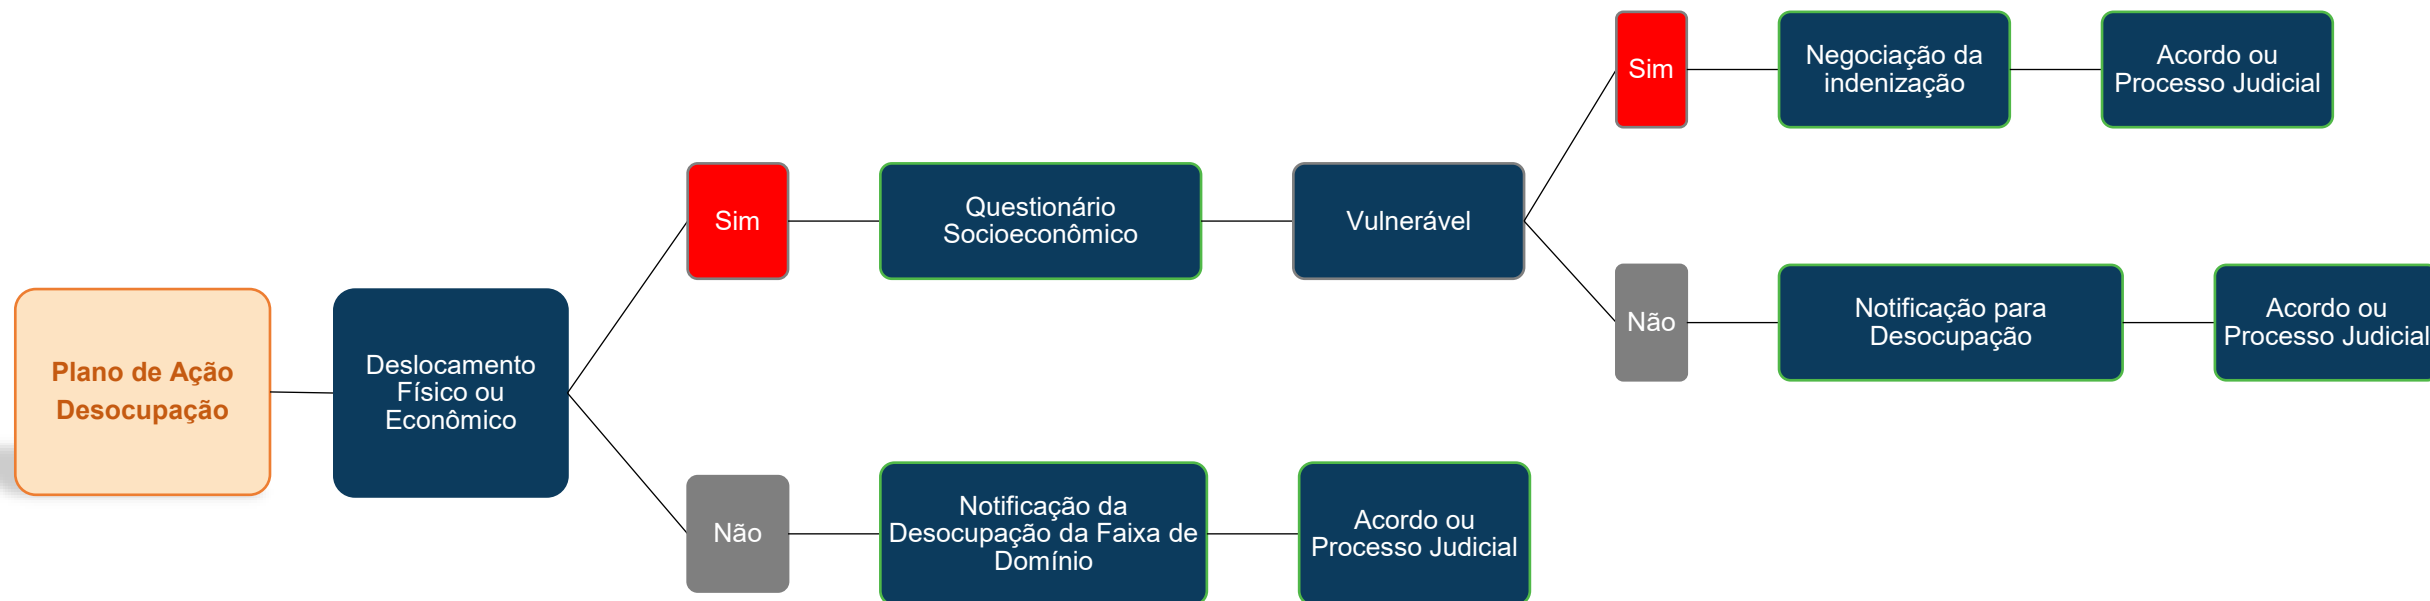 Plano de Ação
Desocupação
Deslocamento
Físico ou
Econômico
Sim
Questionário
Socioeconômico
Vulnerável
Sim
Negociação da
indenização
Acordo ou
Processo Judicial
Não
Notificação para
Desocupação
Acordo ou
Processo Judicial
Não
Notificação da
Desocupação da Faixa de
Domínio
Acordo ou
Processo Judicial